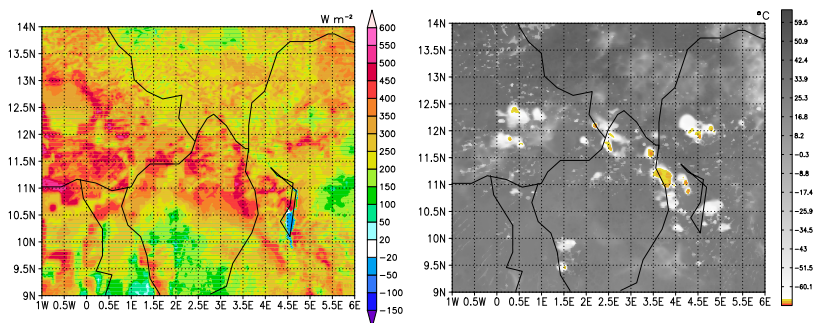 W m⁻²
14N
13.5N
13N
12.5N
12N
11.5N
11N
10.5N
10N
9.5N
9N
1W 0.5W 0 0.5E 1E 1.5E 2E 2.5E 3E 3.5E 4E 4.5E 5E 5.5E 6E
600
550
500
450
400
350
300
250
200
150
100
50
20
−20
−50
−100
−150
°C
14N
13.5N
13N
12.5N
12N
11.5N
11N
10.5N
10N
9.5N
9N
1W 0.5W 0 0.5E 1E 1.5E 2E 2.5E 3E 3.5E 4E 4.5E 5E 5.5E 6E
59.5
50.9
42.4
33.9
25.3
16.8
8.2
−0.3
−8.8
−17.4
−25.9
−34.5
−43
−51.5
−60.1